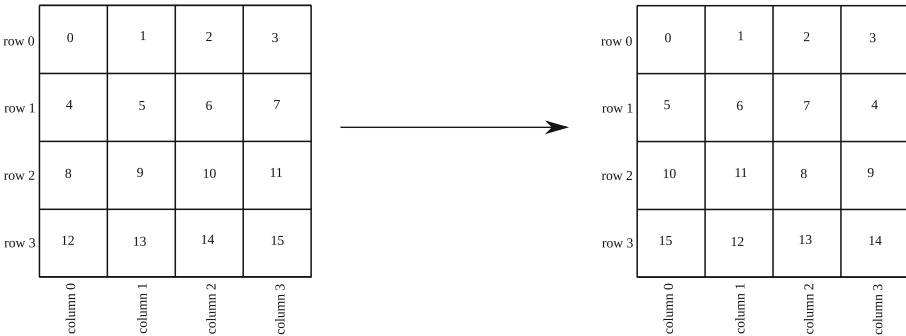 row 0 0 1 2 3
row 1 4 5 6 7
row 2 8 9 10 11
row 3 12 13 14 15
column 0 column 1 column 2 column 3
row 0 0 1 2 3
row 1 5 6 7 4
row 2 10 11 8 9
row 3 15 12 13 14
column 0 column 1 column 2 column 3